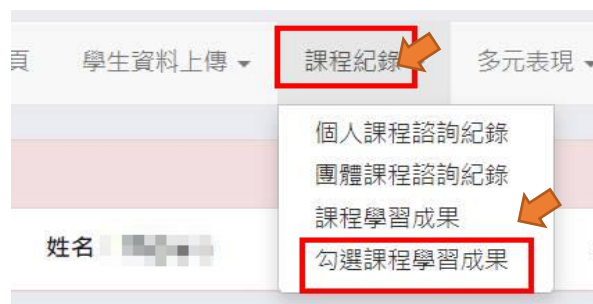 頁 學生資料上傳 課程紀錄 多元表現
個人課程諮詢紀錄
團體課程諮詢紀錄
課程學習成果
姓名
勾選課程學習成果